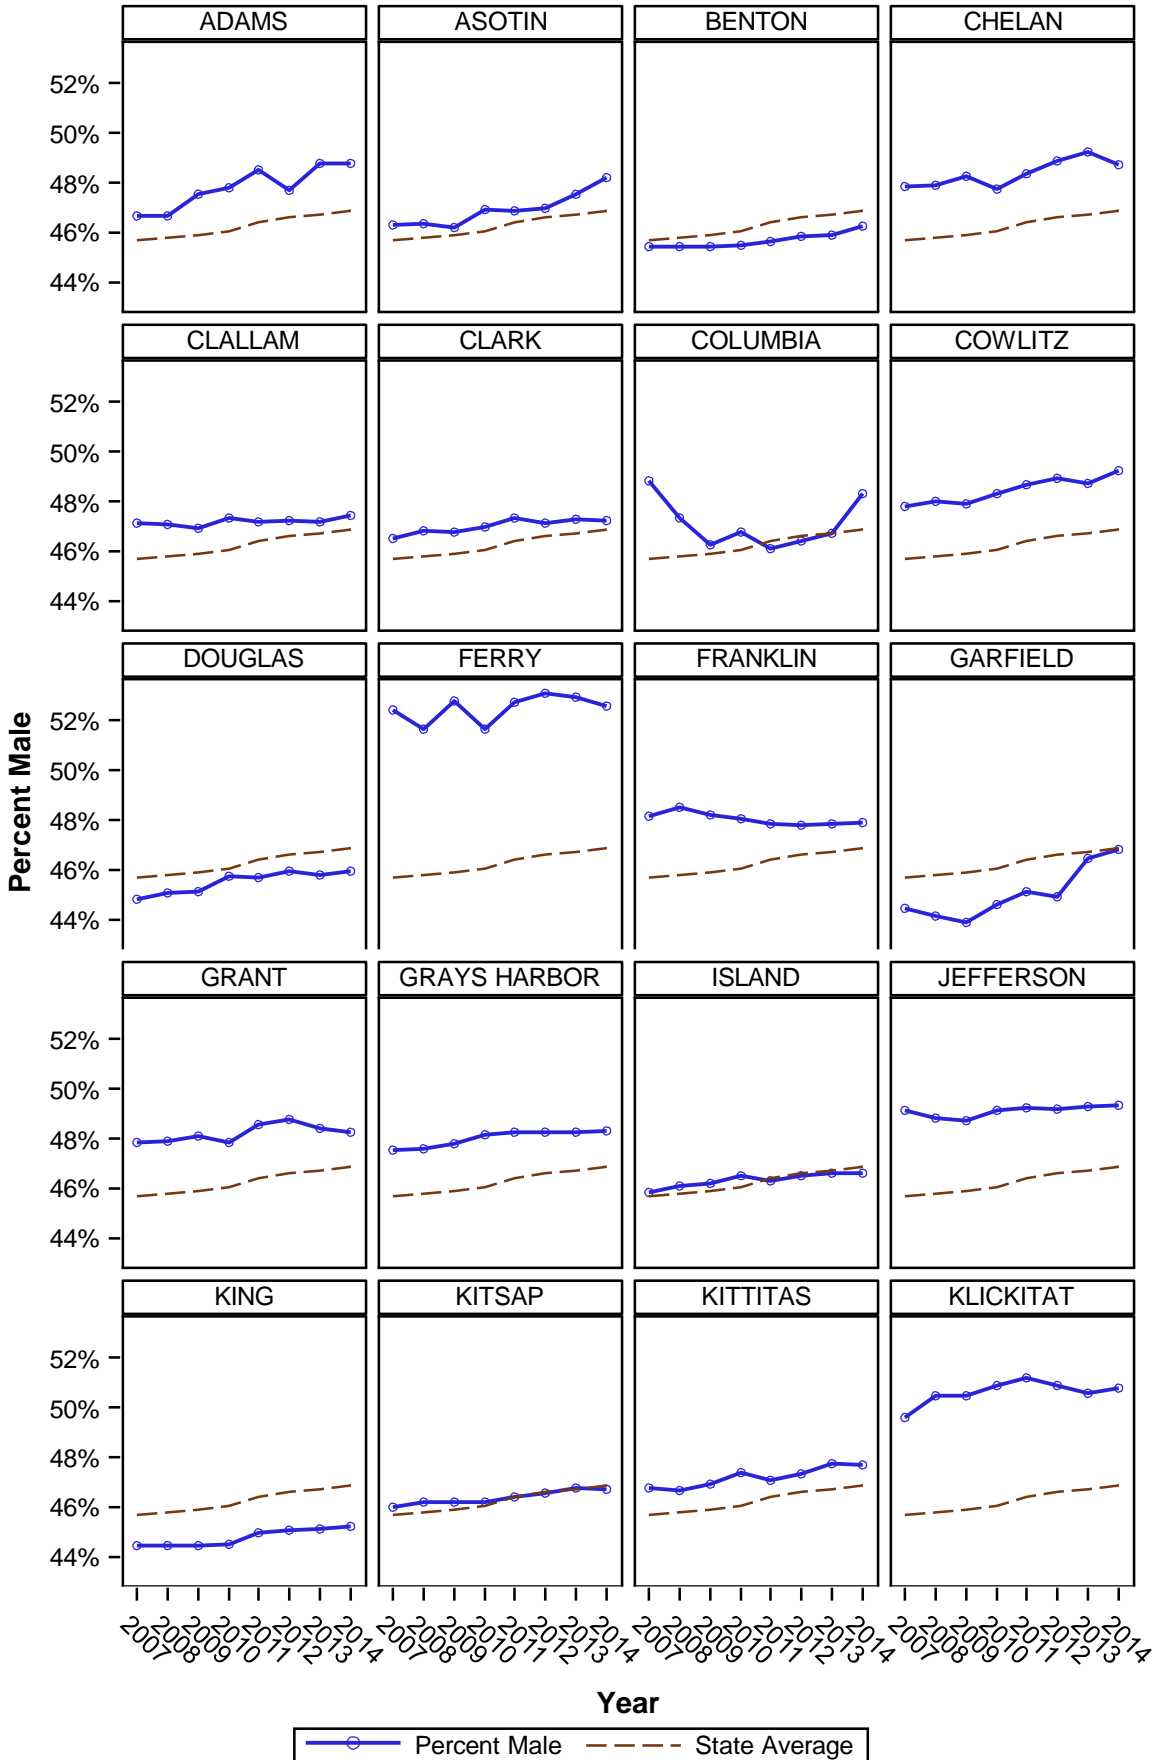 ADAMS ASOTIN BENTON CHELAN
52%
50%
48%
46%
44%
CLALLAM CLARK COLUMBIA COWLITZ
52%
50%
48%
46%
44%
DOUGLAS FERRY FRANKLIN GARFIELD
52%
50%
48%
46%
44%
Percent Male
GRANT GRAYS HARBOR ISLAND JEFFERSON
52%
50%
48%
46%
44%
KING KITSAP KITTITAS KLICKITAT
52%
50%
48%
46%
44%
2007 2008 2009 2010 2011 2012 2013 2014 2007 2008 2009 2010 2011 2012 2013 2014 2007 2008 2009 2010 2011 2012 2013 2014 2007 2008 2009 2010 2011 2012 2013 2014
Year
Percent Male State Average